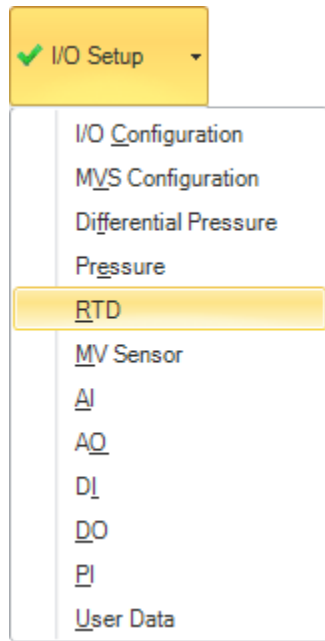 I/O Setup
I/O Configuration
MVS Configuration
Differential Pressure
Pressure
RTD
MV Sensor
AI
AO
DI
DO
PI
User Data